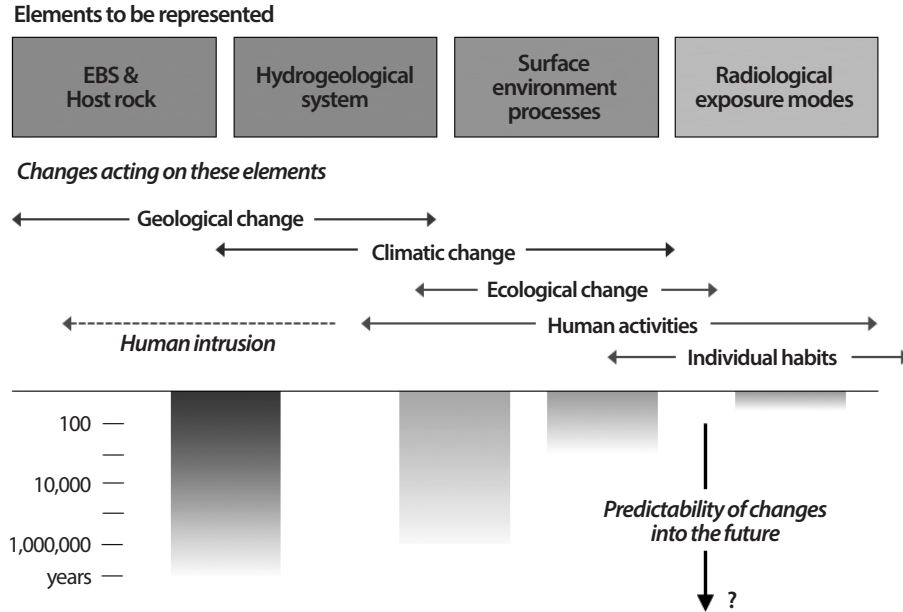 Elements to be represented
EBS &
Host rock
Hydrogeological
system
Surface
environment
processes
Radiological
exposure modes
Changes acting on these elements
Geological change
Climatic change
Ecological change
Human intrusion
Human activities
Individual habits
100
10,000
1,000,000
years
Predictability of changes
into the future
?